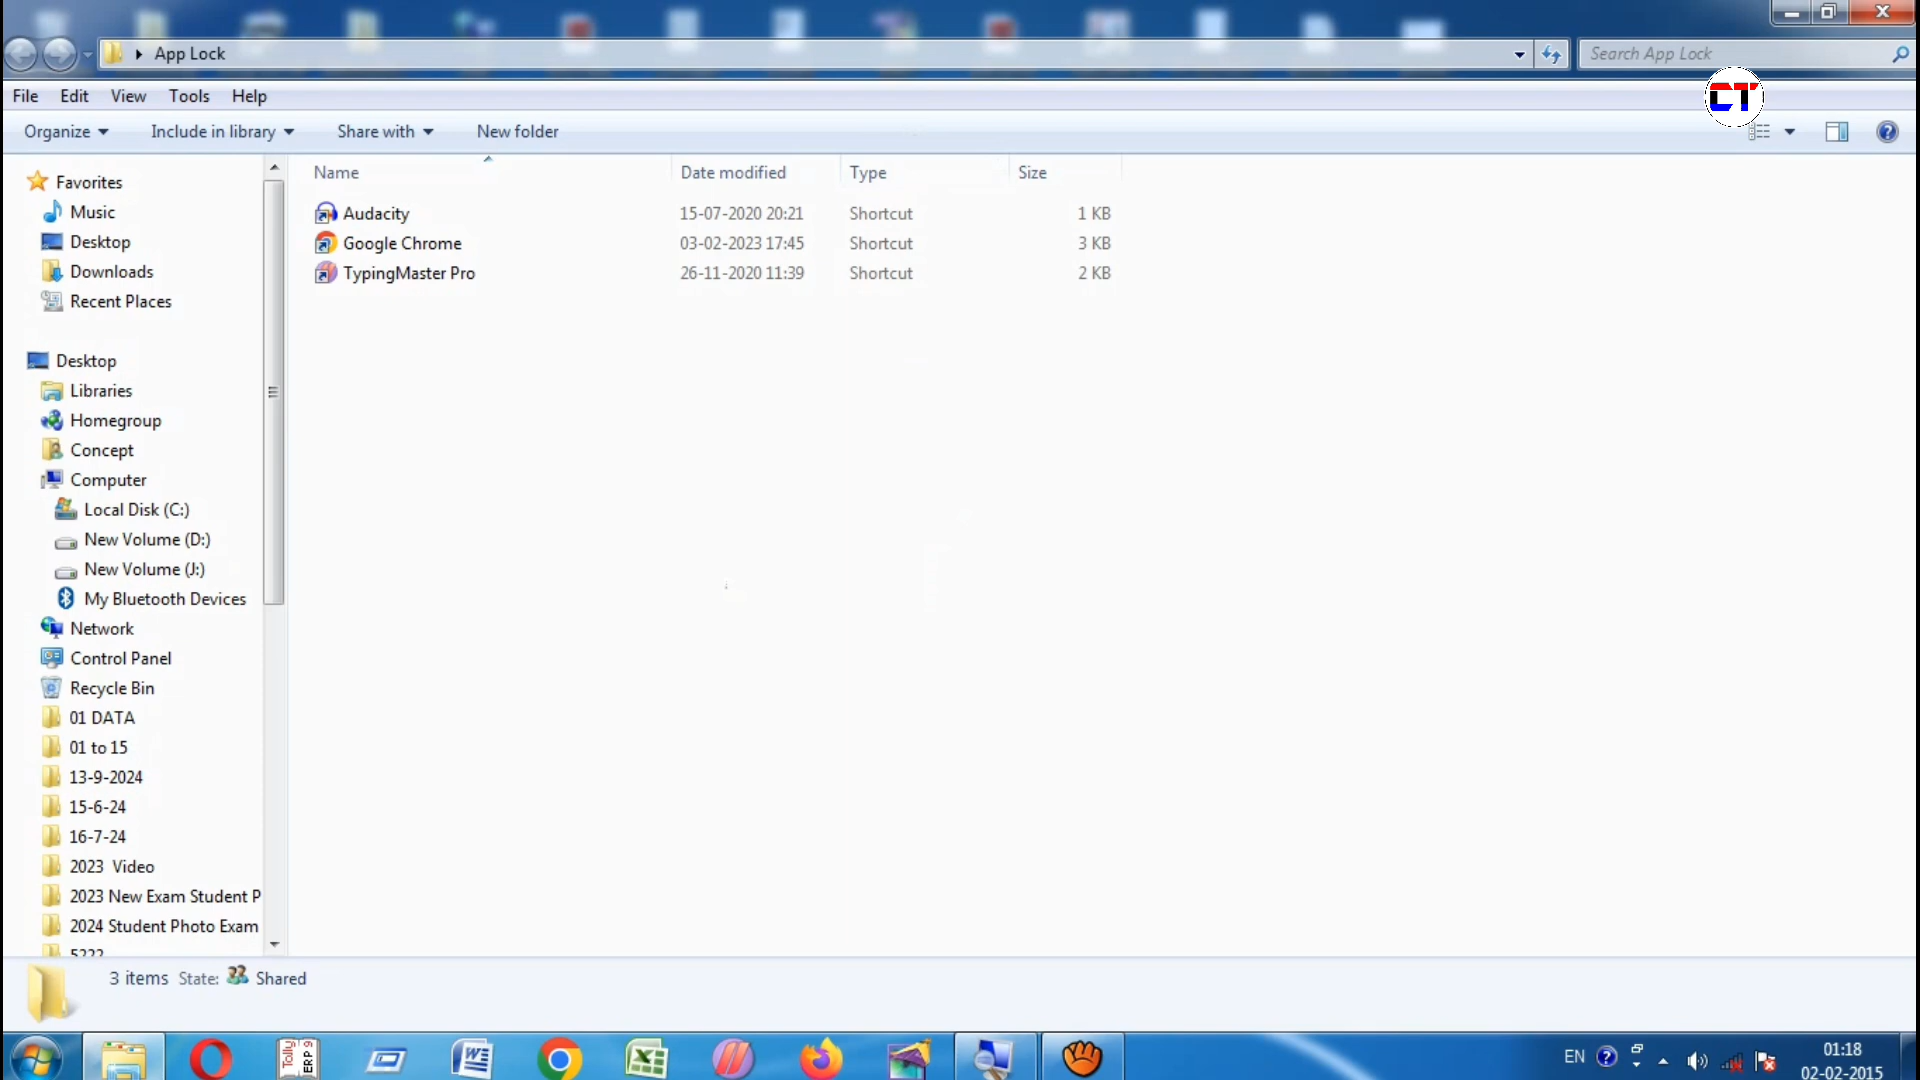 App Lock
Search App Lock
File Edit View Tools Help
CT
Organize Include in library Share with New folder
Name Date modified Type Size
Audacity 15-07-2020 20:21 Shortcut 1 KB
Google Chrome 03-02-2023 17:45 Shortcut 3 KB
TypingMaster Pro 26-11-2020 11:39 Shortcut 2 KB
Favorites
Music
Desktop
Downloads
Recent Places
Desktop
Libraries
Homegroup
Concept
Computer
Local Disk (C:)
New Volume (D:)
New Volume (J:)
My Bluetooth Devices
Network
Control Panel
Recycle Bin
01 DATA
01 to 15
13-9-2024
15-6-24
16-7-24
2023 Video
2023 New Exam Student P
2024 Student Photo Exam
5222
3 items State: Shared
Tally ERP 9
EN
01:18
02-02-2015